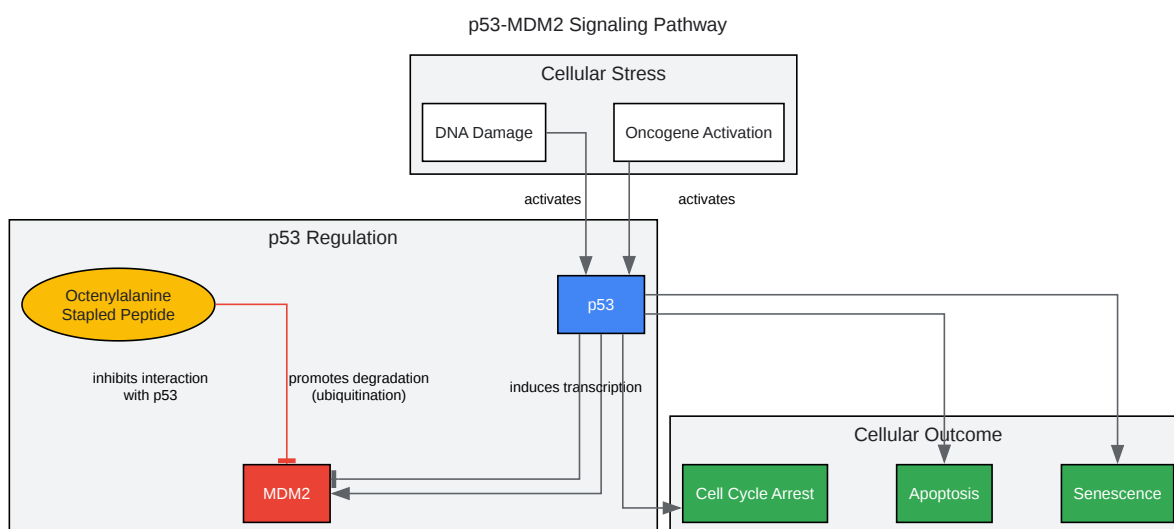 p53-MDM2 Signaling Pathway
Cellular Stress
DNA Damage
Oncogene Activation
activates
activates
p53 Regulation
Octenylalanine
Stapled Peptide
p53
inhibits interaction
with p53
promotes degradation
(ubiquitination)
induces transcription
Cellular Outcome
MDM2
Cell Cycle Arrest
Apoptosis
Senescence